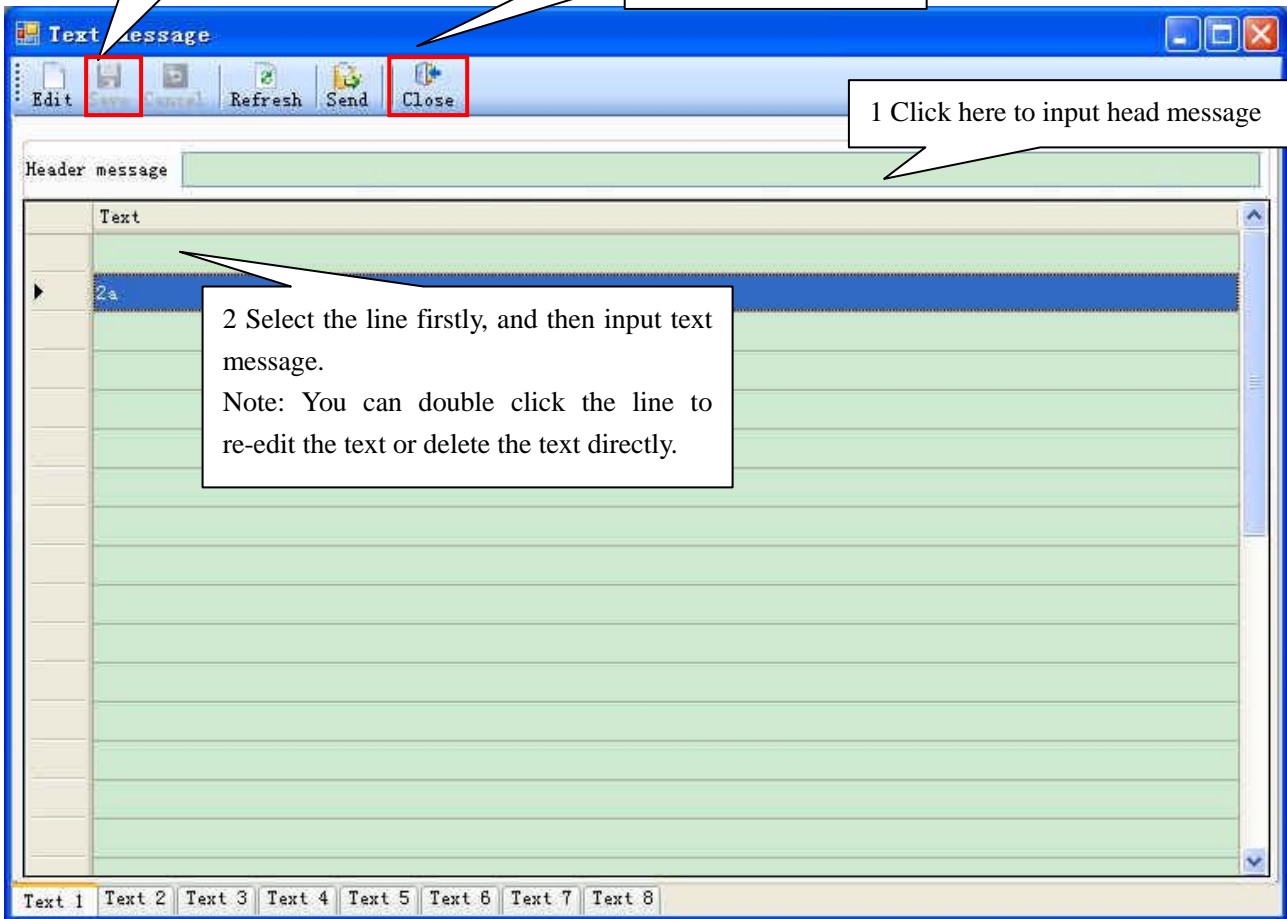 Text message
Edit Save Cancel Refresh Send Close
1 Click here to input head message
Header message
Text
2a
2 Select the line firstly, and then input text
message.
Note: You can double click the line to
re-edit the text or delete the text directly.
Text 1 Text 2 Text 3 Text 4 Text 5 Text 6 Text 7 Text 8